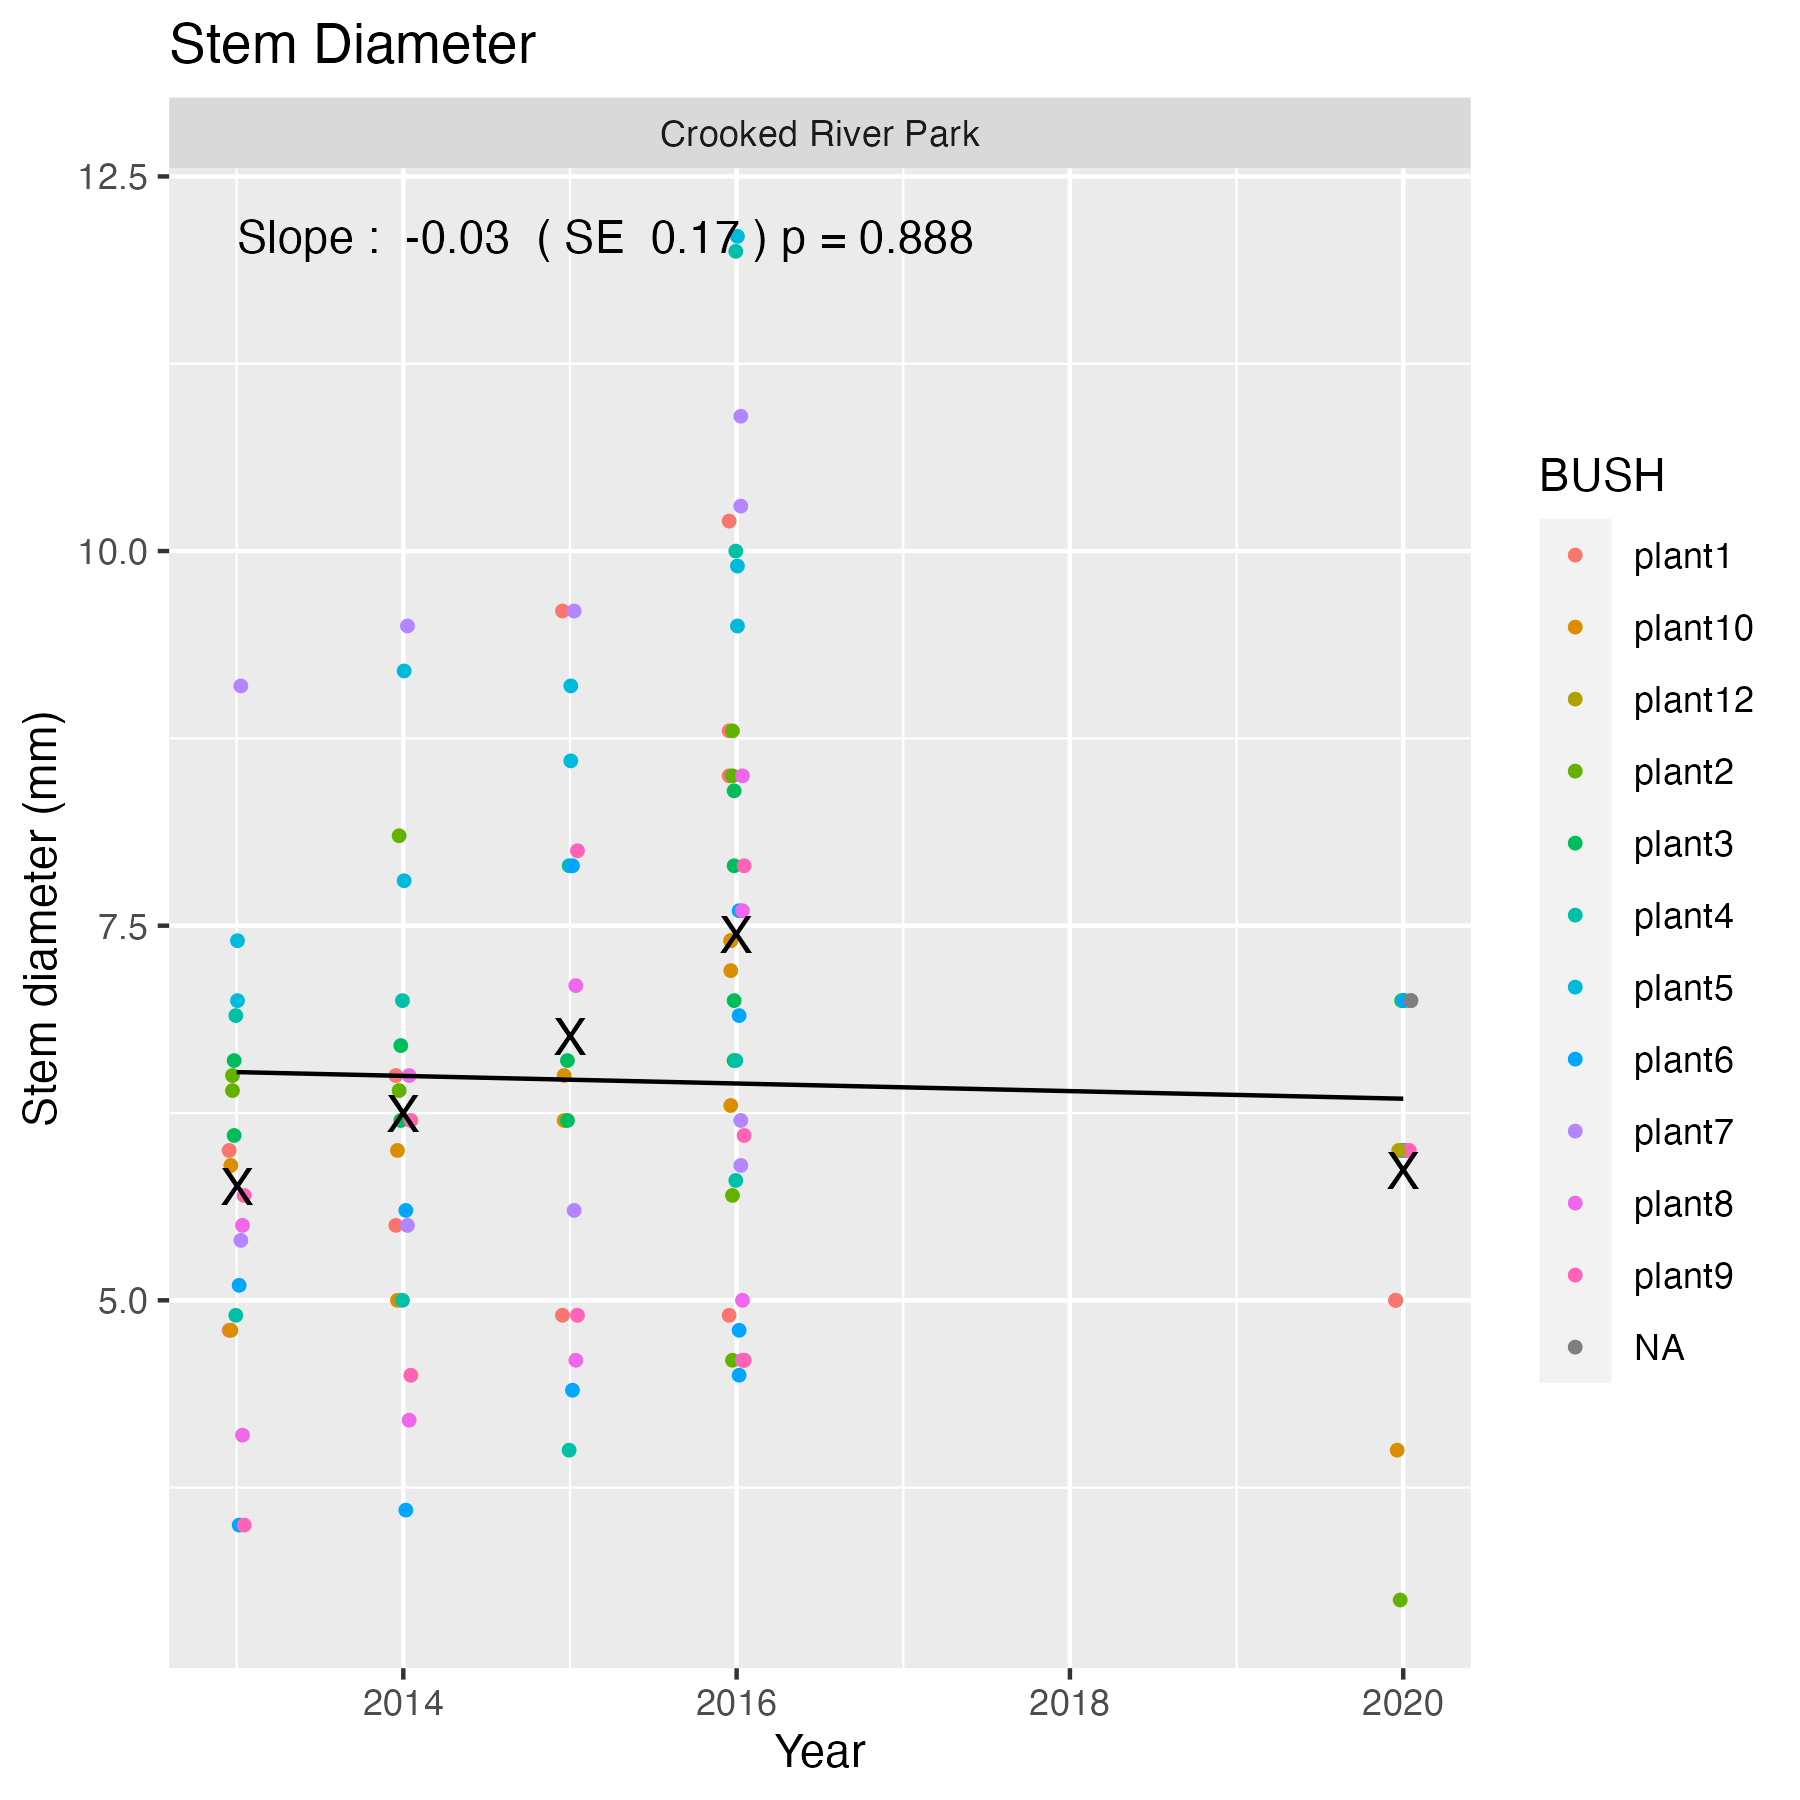 Stem Diameter
Crooked River Park
Slope :  -0.03  ( SE  0.17 ) p = 0.888
12.5
10.0
7.5
5.0
Stem diameter (mm)
X
X
X
X
X
2014
2016
2018
2020
Year
BUSH
plant1
plant10
plant12
plant2
plant3
plant4
plant5
plant6
plant7
plant8
plant9
NA